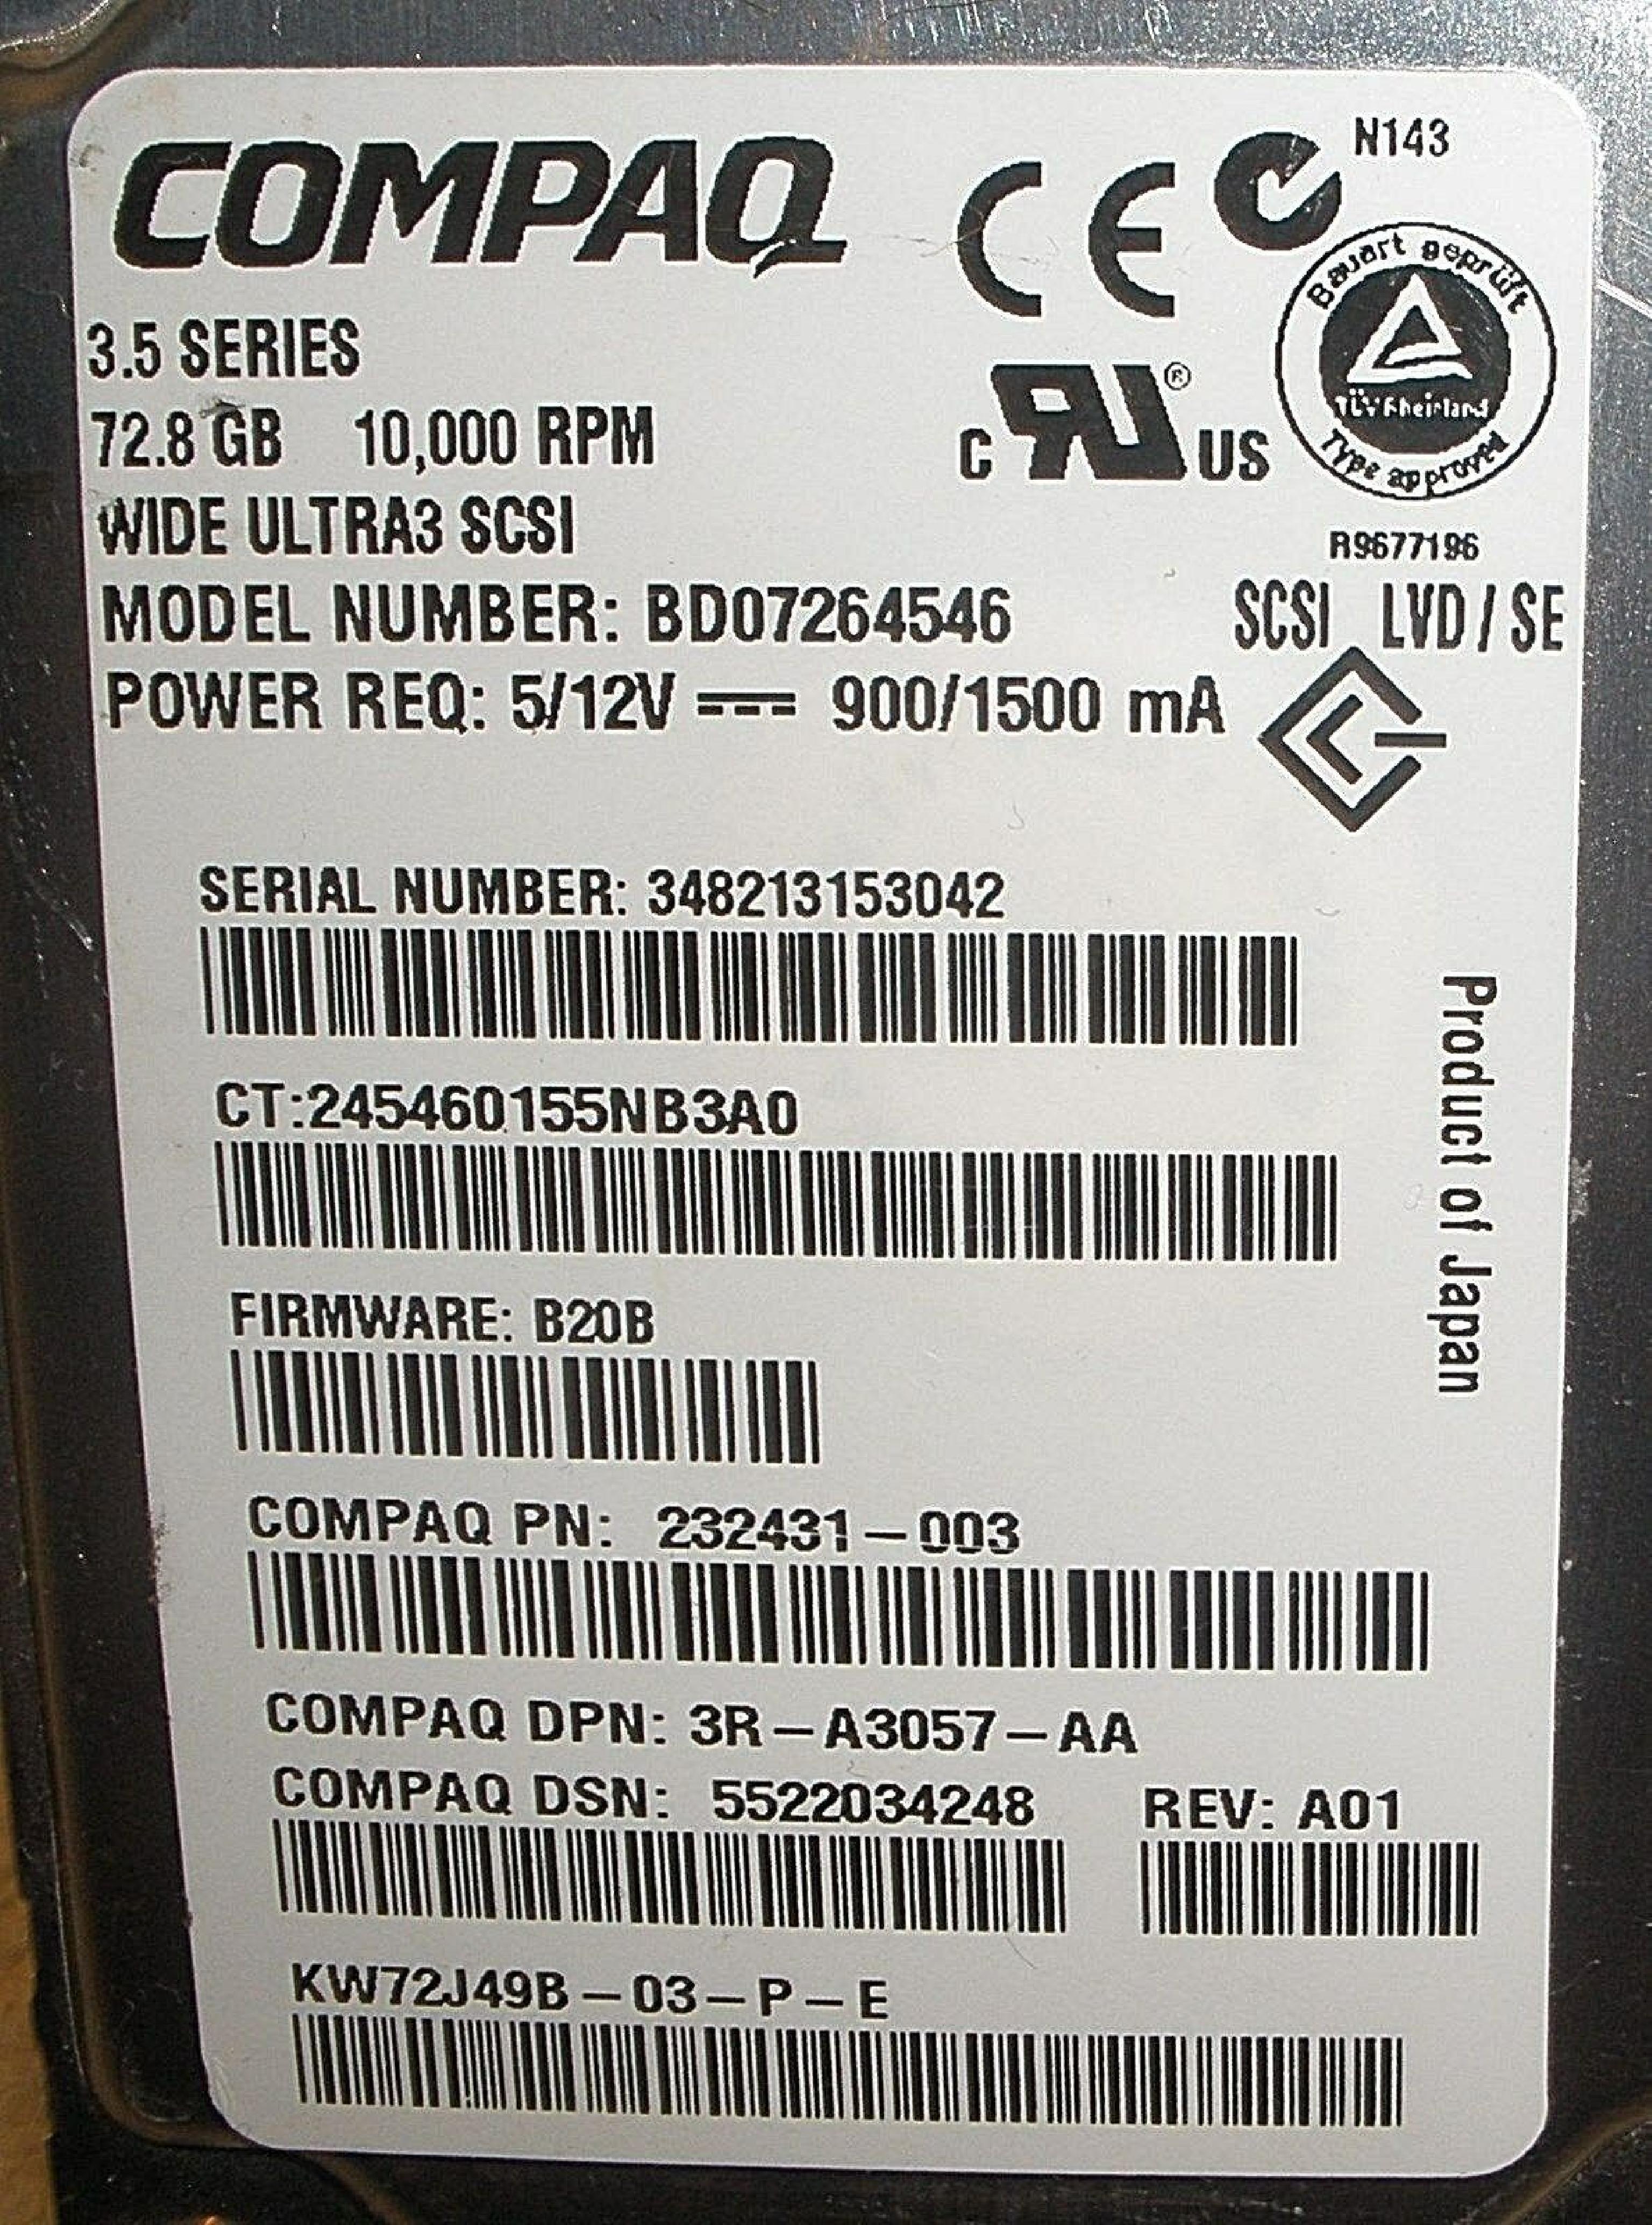 COMPAQ
CE
N143
3.5 SERIES
72.8 GB 10,000 RPM
WIDE ULTRA3 SCSI
MODEL NUMBER: BD07264546
POWER REQ: 5/12V ⎓ 900/1500 mA
C RU® US
Bauart geprüft
TÜVRheinland
Type approved
R9677196
SCSI LVD/SE
SERIAL NUMBER: 348213153042
CT:245460155NB3A0
FIRMWARE: B20B
COMPAQ PN: 232431-003
COMPAQ DPN: 3R-A3057-AA
COMPAQ DSN: 5522034248 REV: A01
KW72J49B-03-P-E
Product of Japan